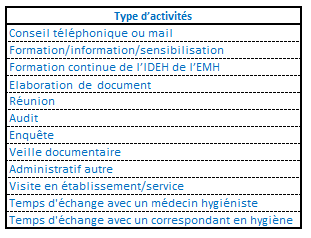 Type d'activités
Conseil téléphonique ou mail
Formation/information/sensibilisation
Formation continue de l'IDEH de l'EMH
Elaboration de document
Réunion
Audit
Enquête
Veille documentaire
Administratif autre
Visite en établissement/service
Temps d'échange avec un médecin hygiéniste
Temps d'échange avec un correspondant en hygiène